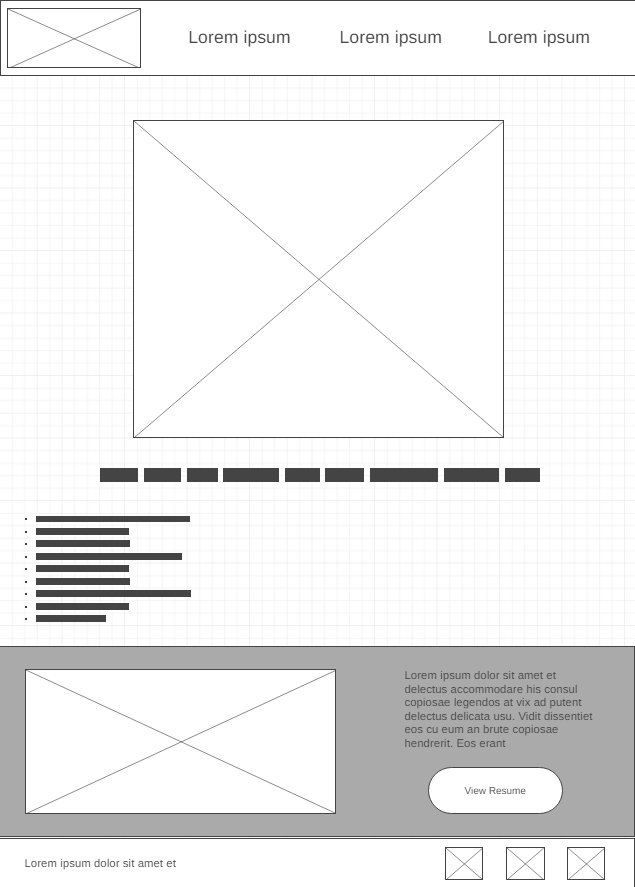 Lorem ipsum
Lorem ipsum
Lorem ipsum
Lorem ipsum dolor sit amet et
delectus accommodare his consul
copiosae legendos at vix ad putent
delectus delicata usu. Vidit dissentiet
eos cu eum an brute copiosae
hendrerit. Eos erant
View Resume
Lorem ipsum dolor sit amet et